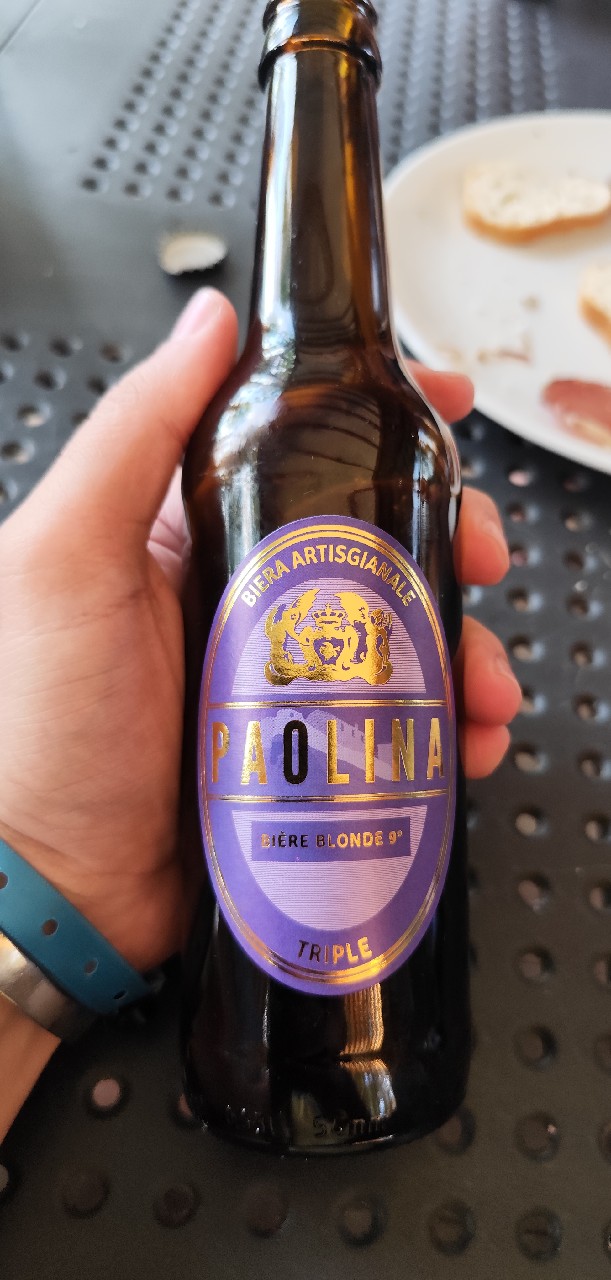 BIERA ARTISGIANALE
PAOLINA
BIÈRE BLONDE 9°
TRIPLE